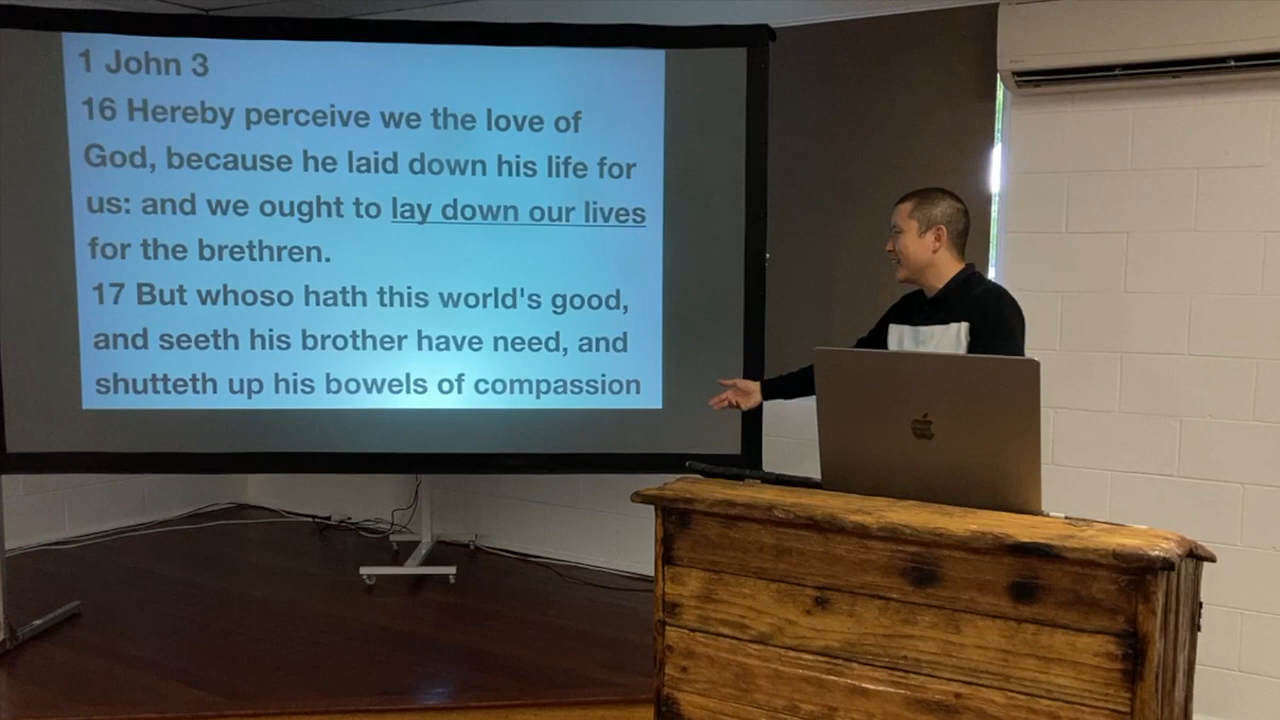 1 John 3
16 Hereby perceive we the love of
God, because he laid down his life for
us: and we ought to lay down our lives
for the brethren.
17 But whoso hath this world's good,
and seeth his brother have need, and
shutteth up his bowels of compassion